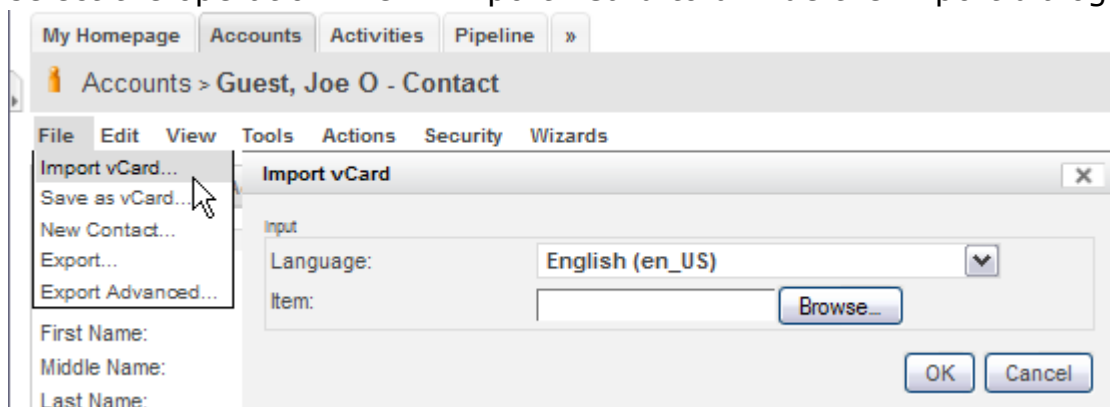 My Homepage Accounts Activities Pipeline »
Accounts > Guest, Joe O - Contact
File Edit View Tools Actions Security Wizards
Import vCard...
Save as vCard...
New Contact...
Export...
Export Advanced...
First Name:
Middle Name:
Last Name:
Import vCard
Input
Language: English (en_US)
Item: Browse...
OK Cancel